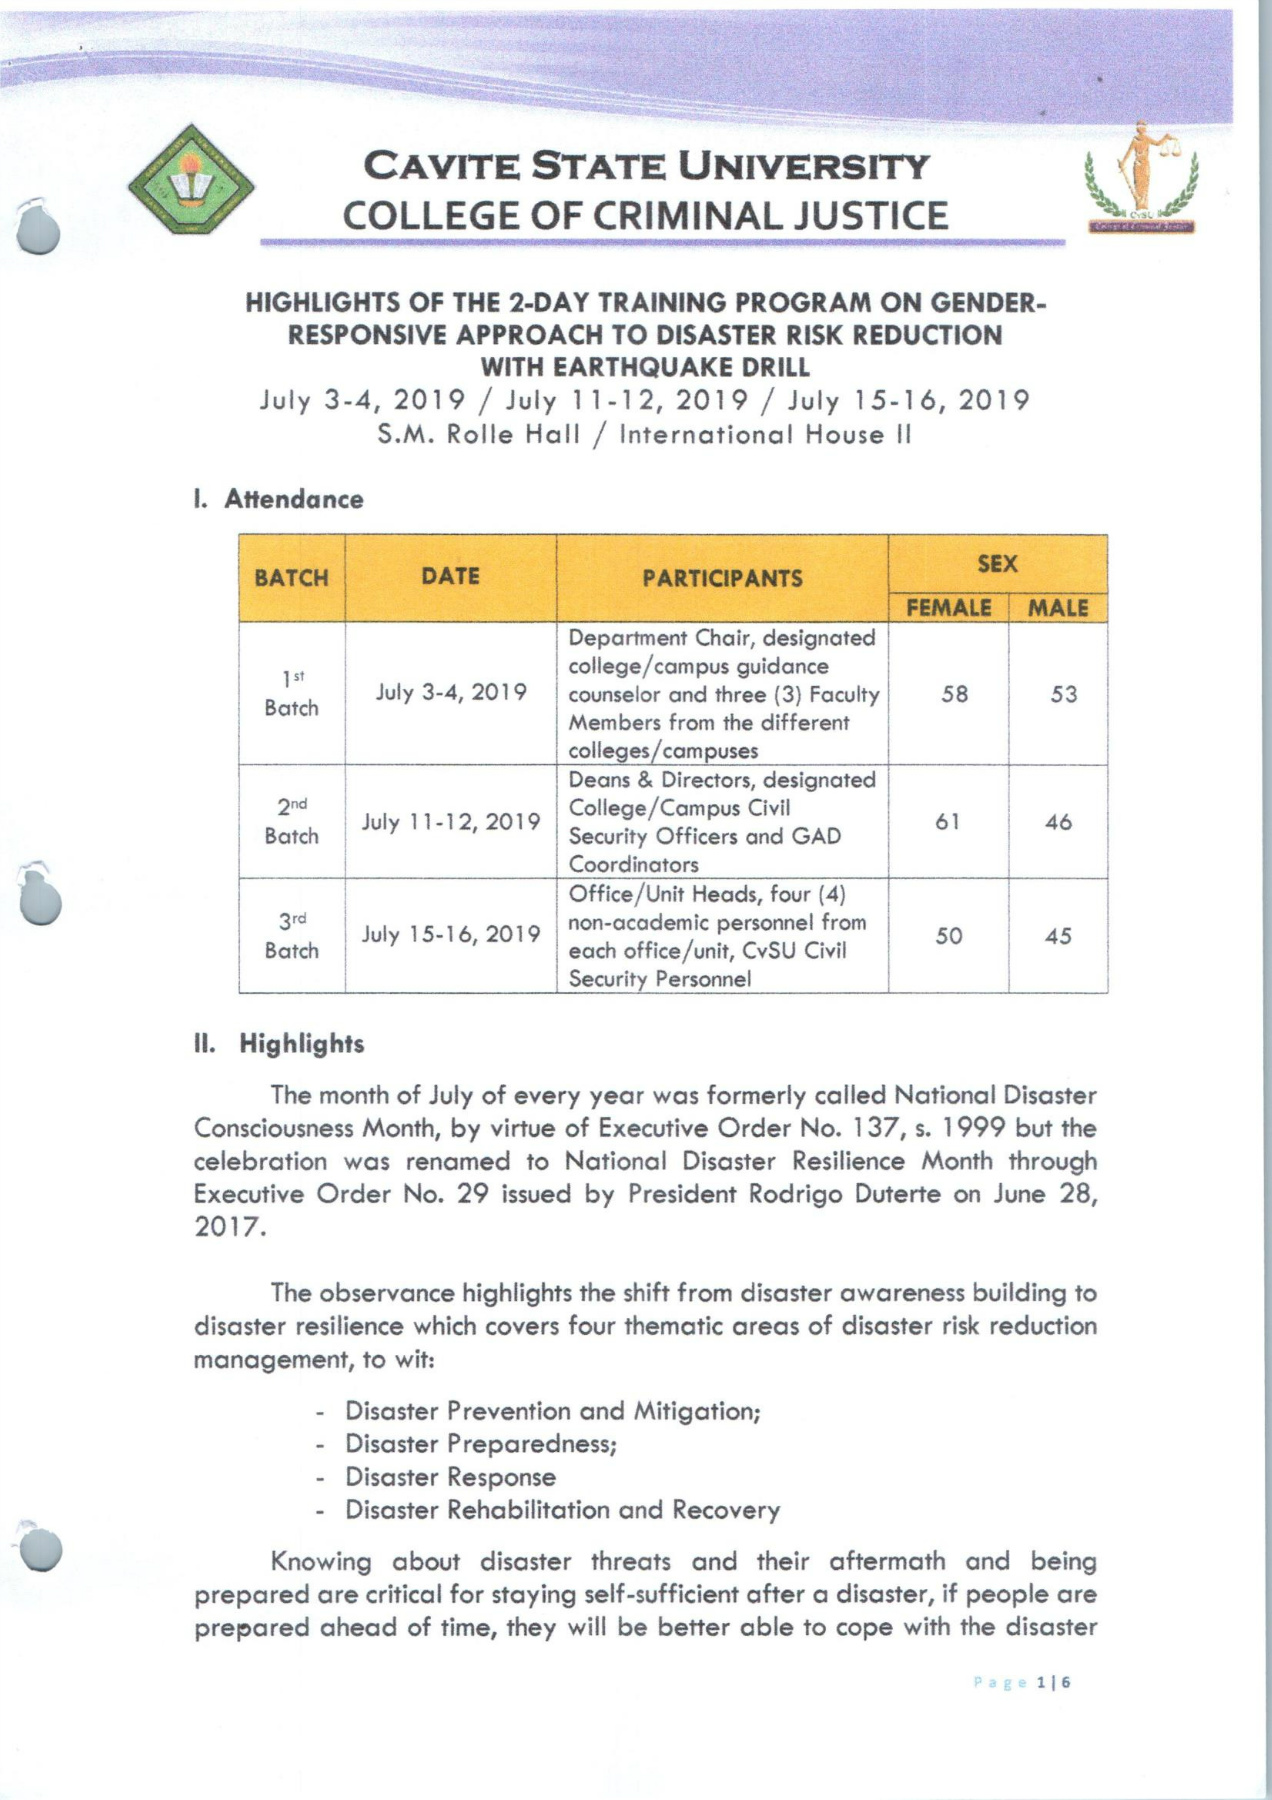 CAVITE STATE UNIVERSITY
COLLEGE OF CRIMINAL JUSTICE
CvSU
College of Criminal Justice
HIGHLIGHTS OF THE 2-DAY TRAINING PROGRAM ON GENDER-
RESPONSIVE APPROACH TO DISASTER RISK REDUCTION
WITH EARTHQUAKE DRILL
July 3-4, 2019 / July 11-12, 2019 / July 15-16, 2019
S.M. Rolle Hall / International House II
I. Attendance
BATCH DATE PARTICIPANTS SEX
FEMALE MALE
1st Batch July 3-4, 2019
Department Chair, designated
college/campus guidance
counselor and three (3) Faculty
Members from the different
colleges/campuses
58 53
2nd Batch July 11-12, 2019
Deans & Directors, designated
College/Campus Civil
Security Officers and GAD
Coordinators
61 46
3rd Batch July 15-16, 2019
Office/Unit Heads, four (4)
non-academic personnel from
each office/unit, CvSU Civil
Security Personnel
50 45
II. Highlights
The month of July of every year was formerly called National Disaster
Consciousness Month, by virtue of Executive Order No. 137, s. 1999 but the
celebration was renamed to National Disaster Resilience Month through
Executive Order No. 29 issued by President Rodrigo Duterte on June 28,
2017.
The observance highlights the shift from disaster awareness building to
disaster resilience which covers four thematic areas of disaster risk reduction
management, to wit:
- Disaster Prevention and Mitigation;
- Disaster Preparedness;
- Disaster Response
- Disaster Rehabilitation and Recovery
Knowing about disaster threats and their aftermath and being
prepared are critical for staying self-sufficient after a disaster, if people are
prepared ahead of time, they will be better able to cope with the disaster
Page 1|6